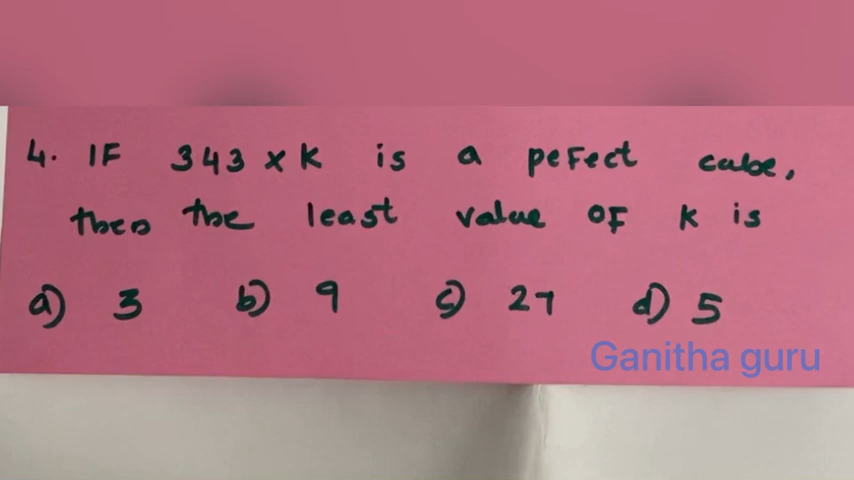 4. IF 343 x K is a pefect cube,
then the least value OF K is
a) 3 b) 9 c) 27 d) 5
Ganitha guru